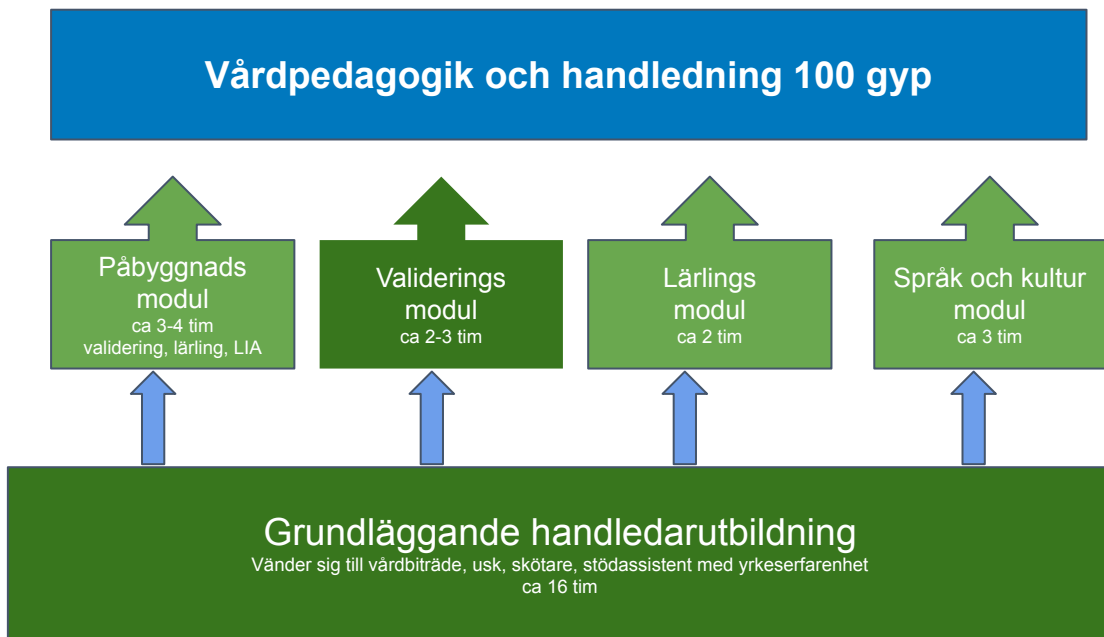 Vårdpedagogik och handledning 100 gyp
Påbyggnads
modul
ca 3-4 tim
validering, lärling, LIA
Validerings
modul
ca 2-3 tim
Lärlings
modul
ca 2 tim
Språk och kultur
modul
ca 3 tim
Grundläggande handledarutbildning
Vänder sig till vårdbiträde, usk, skötare, stödassistent med yrkeserfarenhet
ca 16 tim